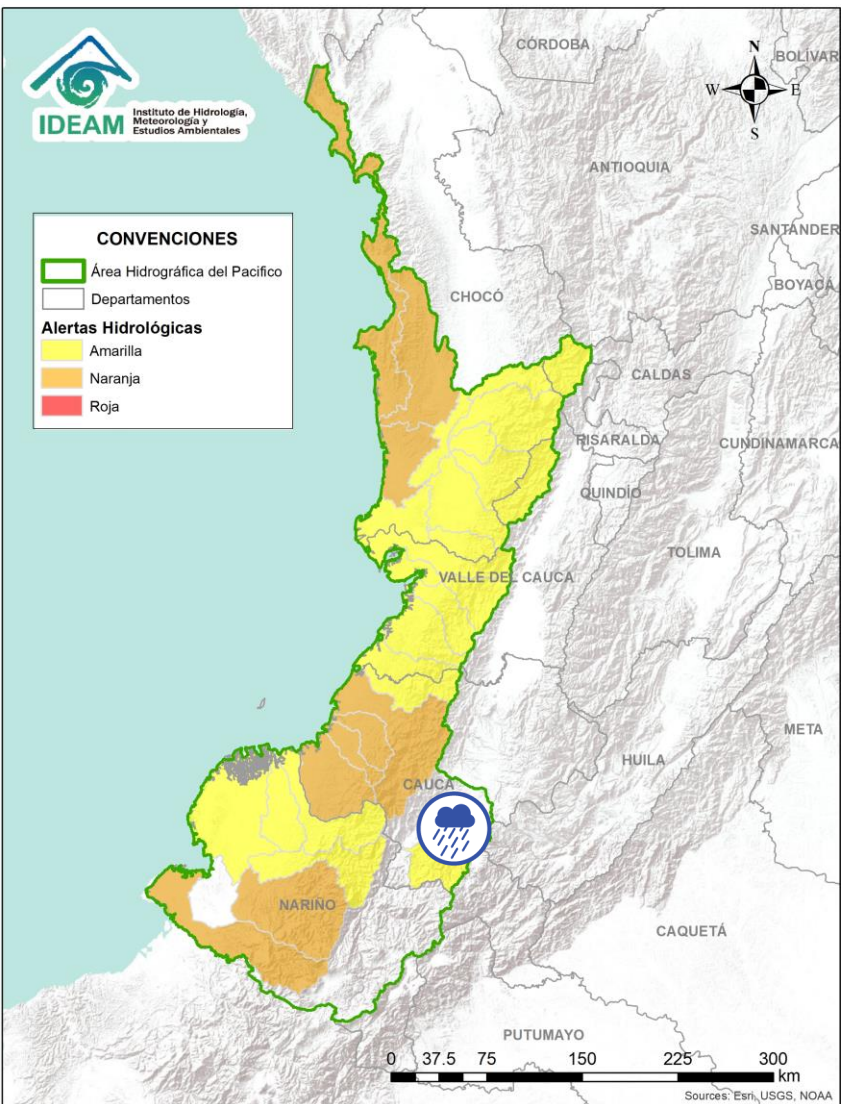 IDEAM
Instituto de Hidrología,
Meteorología y
Estudios Ambientales
CÓRDOBA
N
BOLÍVAR
W
E
S
ANTIOQUIA
SANTANDER
CONVENCIONES
Área Hidrográfica del Pacifico
Departamentos
Alertas Hidrológicas
Amarilla
Naranja
Roja
BOYACÁ
CHOCÓ
CALDAS
RISARALDA
CUNDINAMARCA
QUINDÍO
TOLIMA
VALLE DEL CAUCA
META
HUILA
CAUCA
NARIÑO
CAQUETÁ
PUTUMAYO
0 37.5 75 150 225 300
km
Sources: Esri, USGS, NOAA